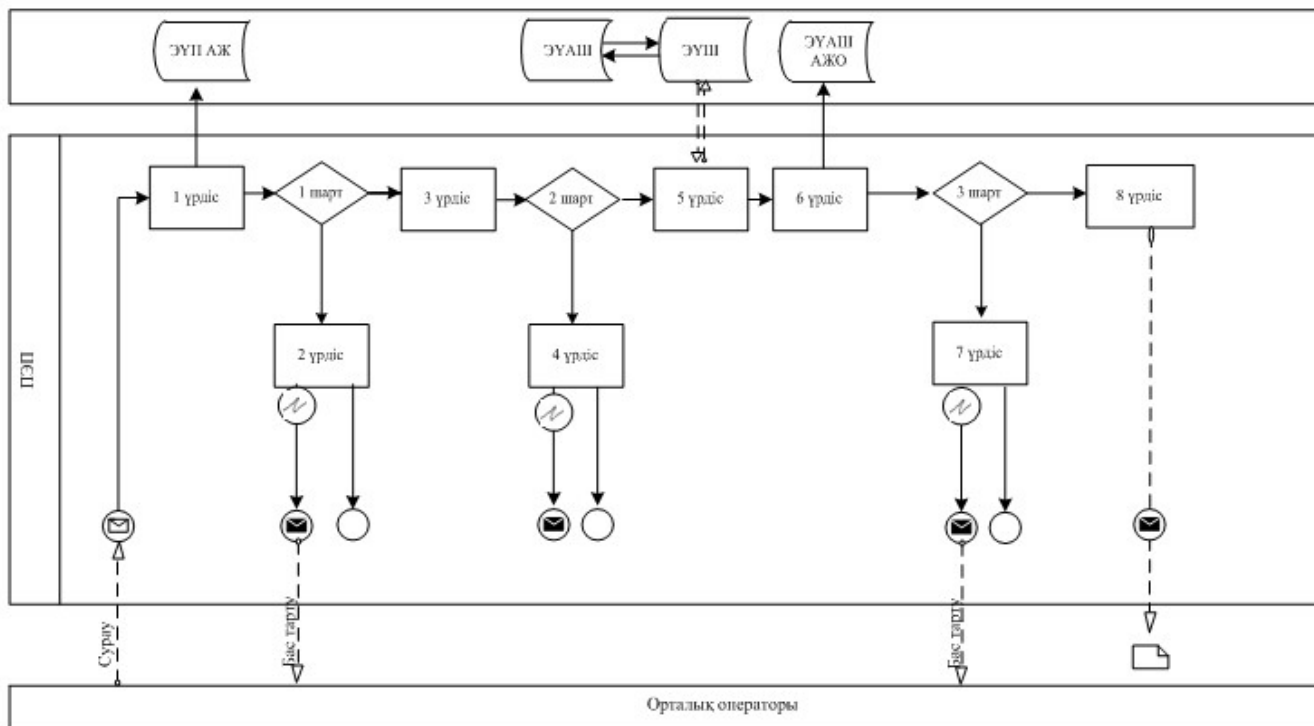 ЭҮП АЖ
ЭҮАШ
ЭҮШ
ЭҮАШ
АЖО
ПЭП
1 үрдіс
1 шарт
3 үрдіс
2 шарт
5 үрдіс
6 үрдіс
3 шарт
8 үрдіс
2 үрдіс
4 үрдіс
7 үрдіс
Сұрау
Бас тарту
Бас тарту
Орталық операторы